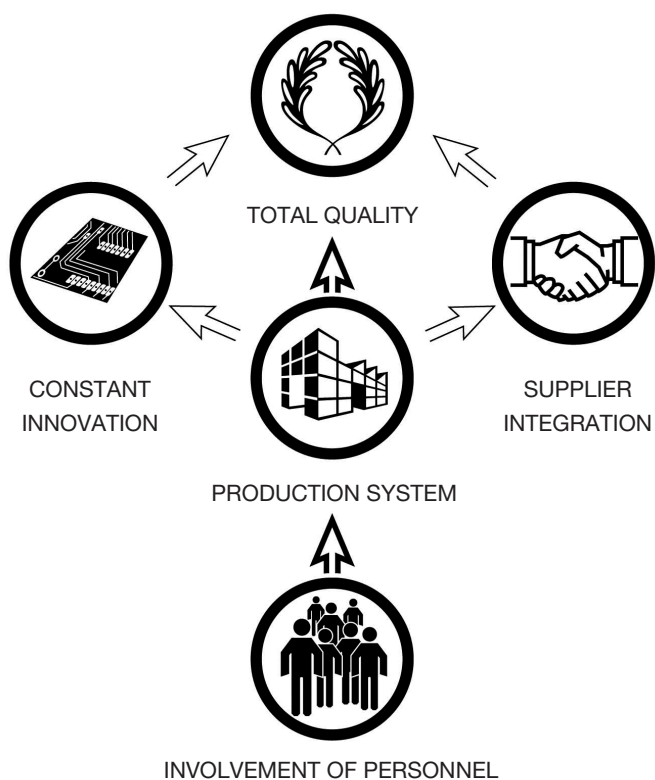 TOTAL QUALITY
CONSTANT
INNOVATION
SUPPLIER
INTEGRATION
PRODUCTION SYSTEM
INVOLVEMENT OF PERSONNEL